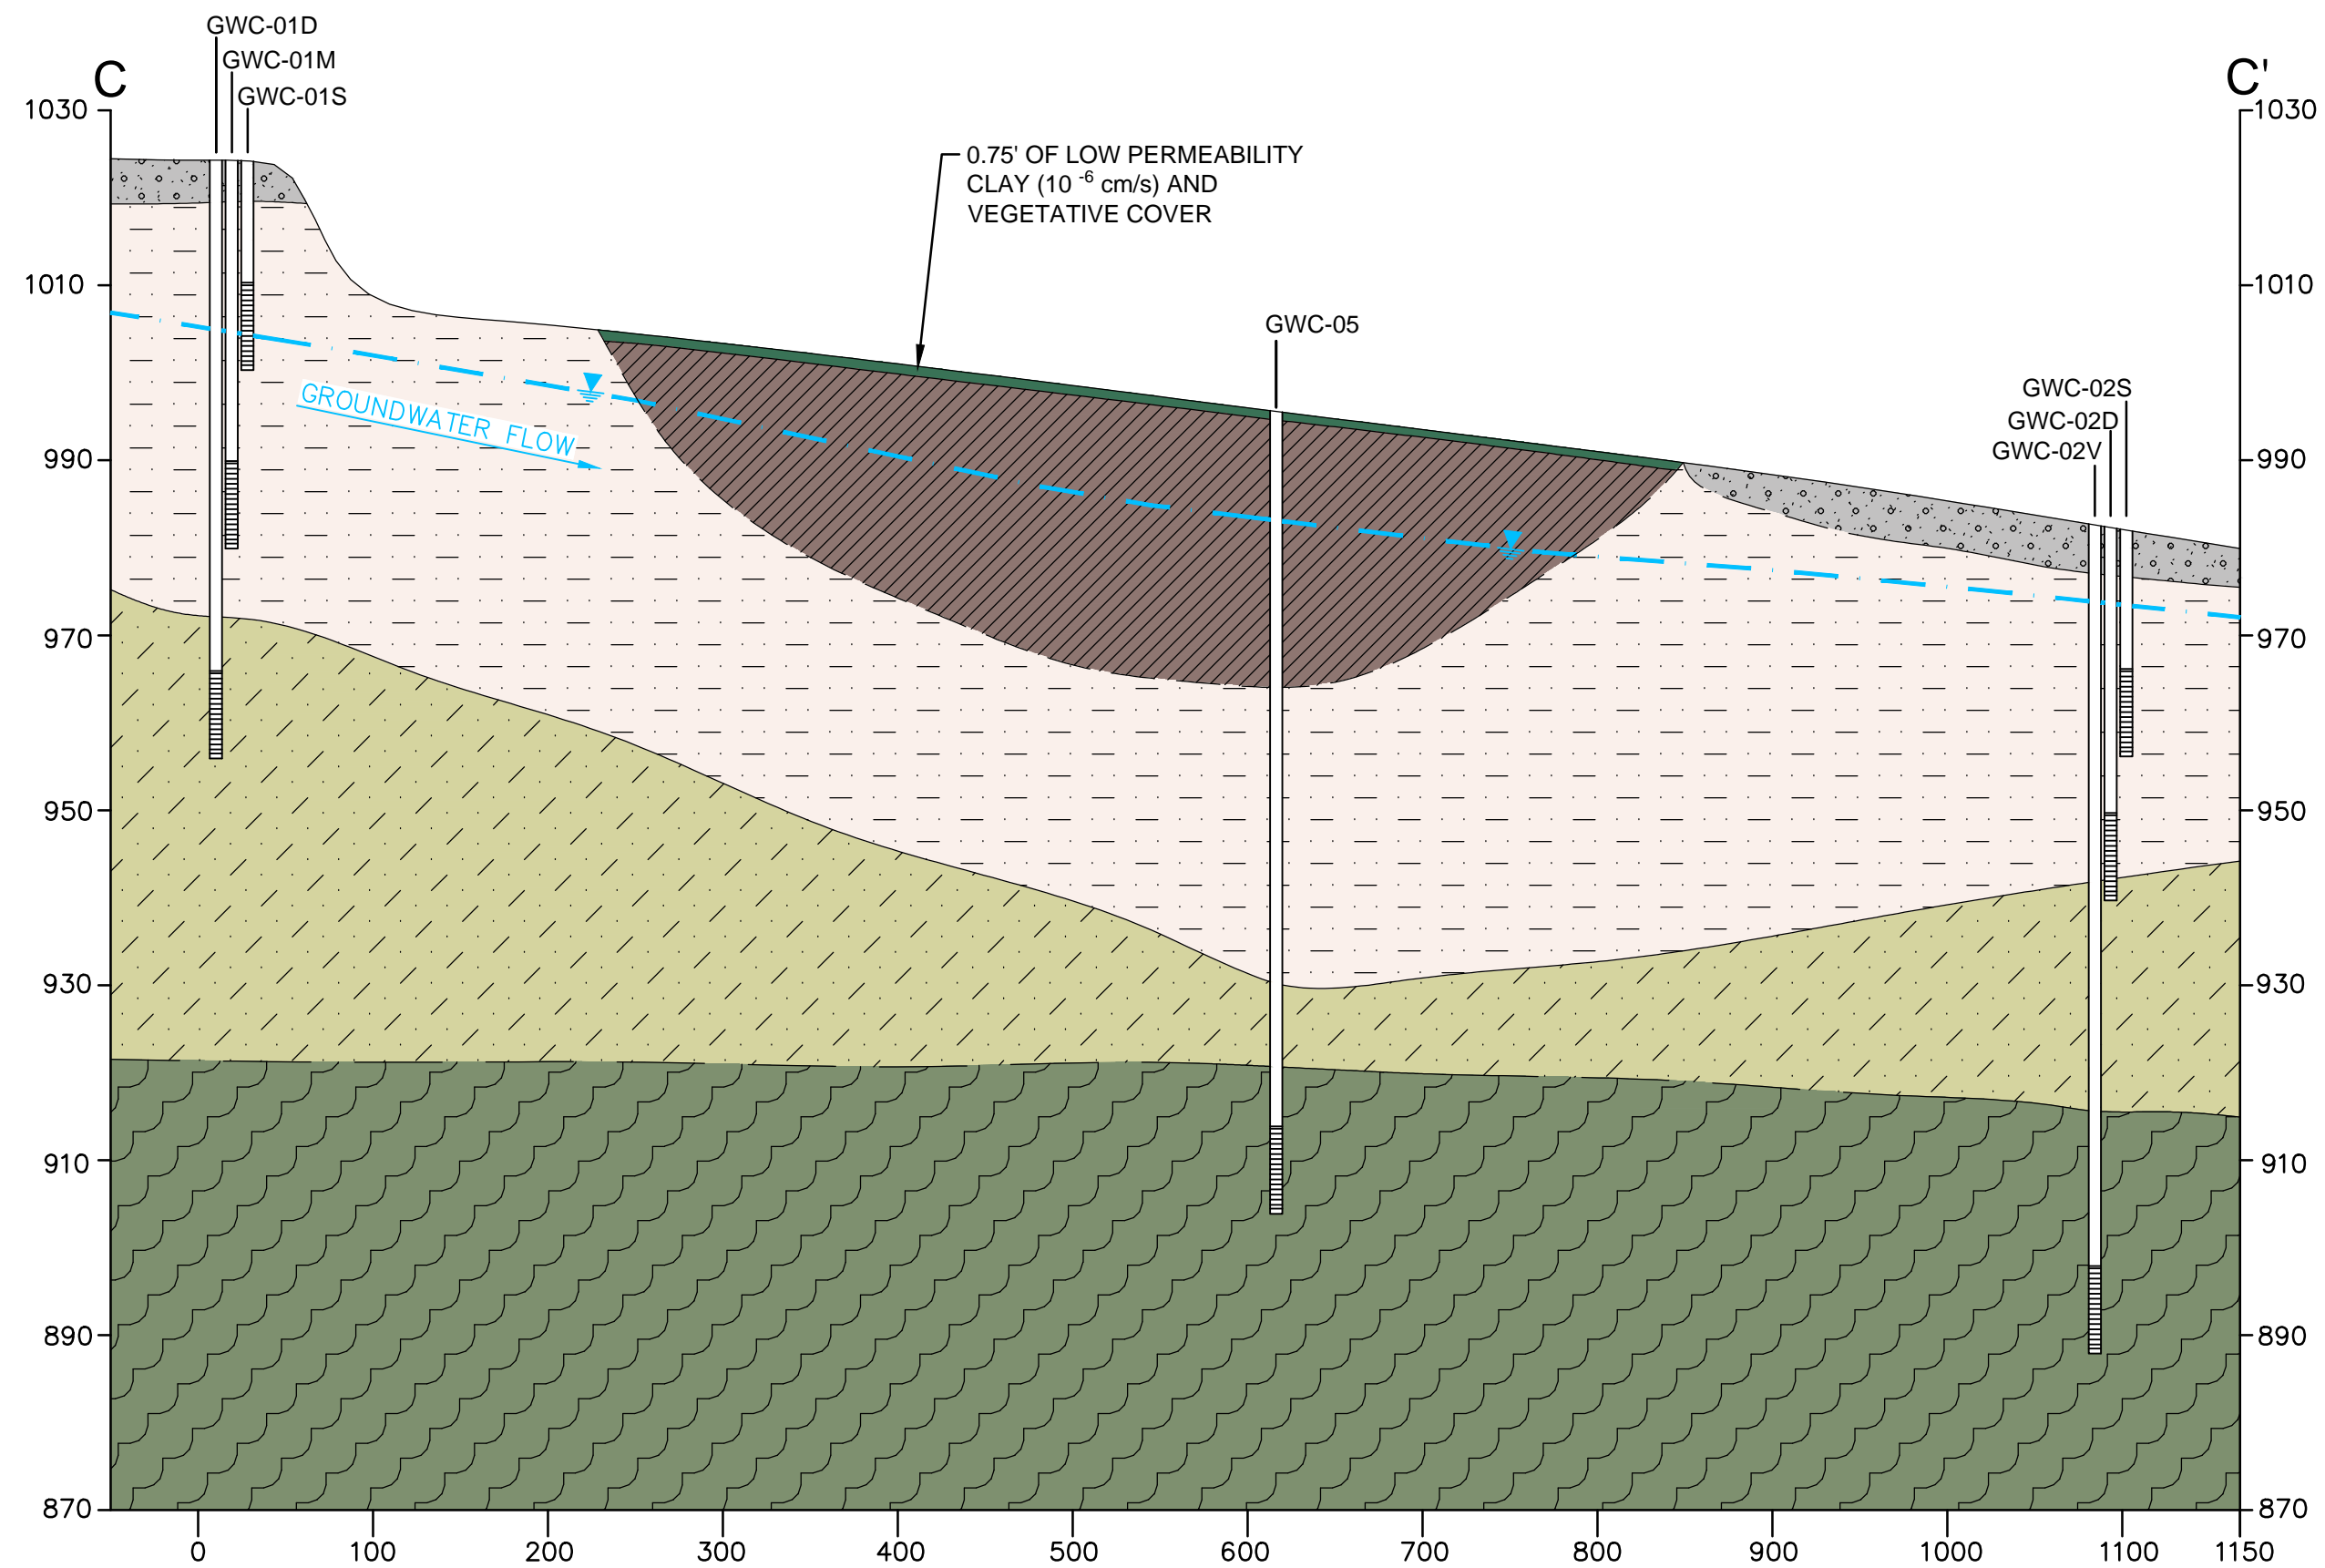 GWC-01D
GWC-01M
GWC-01S
C
C'
1030
1030
0.75' OF LOW PERMEABILITY
CLAY (10 -6 cm/s) AND
VEGETATIVE COVER
1010
1010
GWC-05
GROUNDWATER FLOW
GWC-02S
GWC-02D
GWC-02V
990
990
970
970
950
950
930
930
910
910
890
890
870
870
0 100 200 300 400 500 600 700 800 900 1000 1100 1150